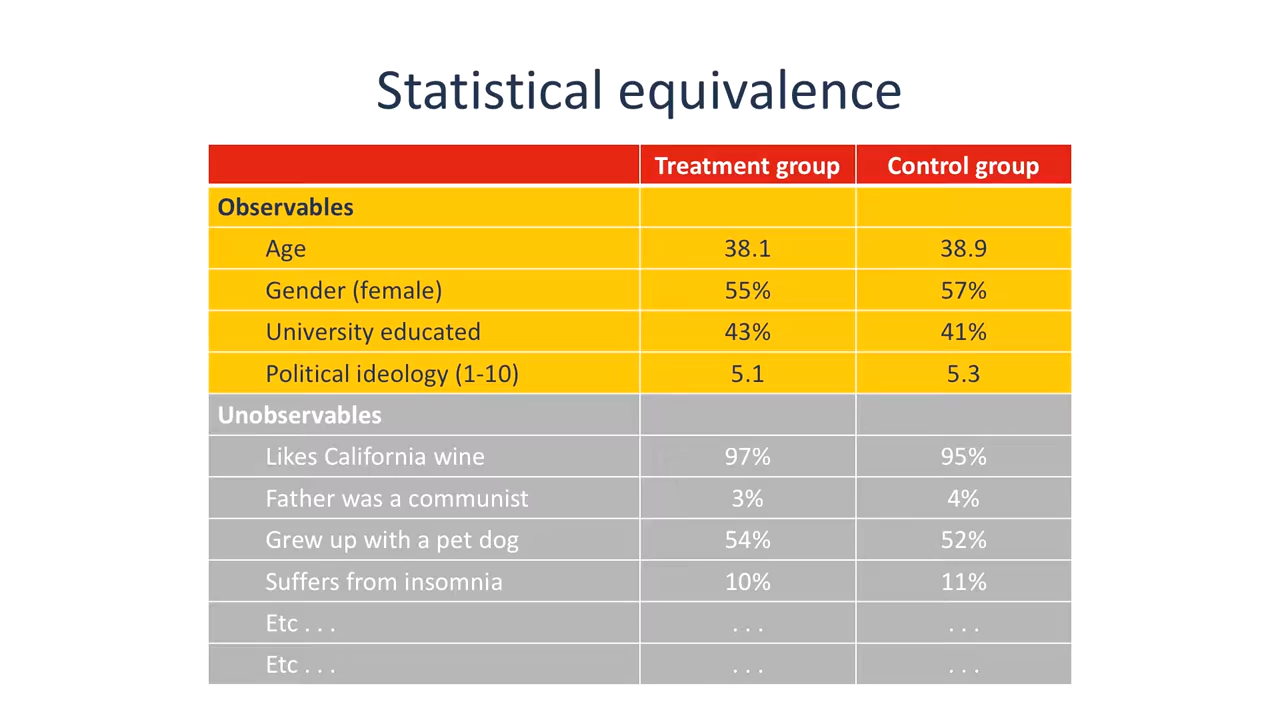 Statistical equivalence
Treatment group Control group
Observables
Age 38.1 38.9
Gender (female) 55% 57%
University educated 43% 41%
Political ideology (1-10) 5.1 5.3
Unobservables
Likes California wine 97% 95%
Father was a communist 3% 4%
Grew up with a pet dog 54% 52%
Suffers from insomnia 10% 11%
Etc . . . . . . . . .
Etc . . . . . . . . .